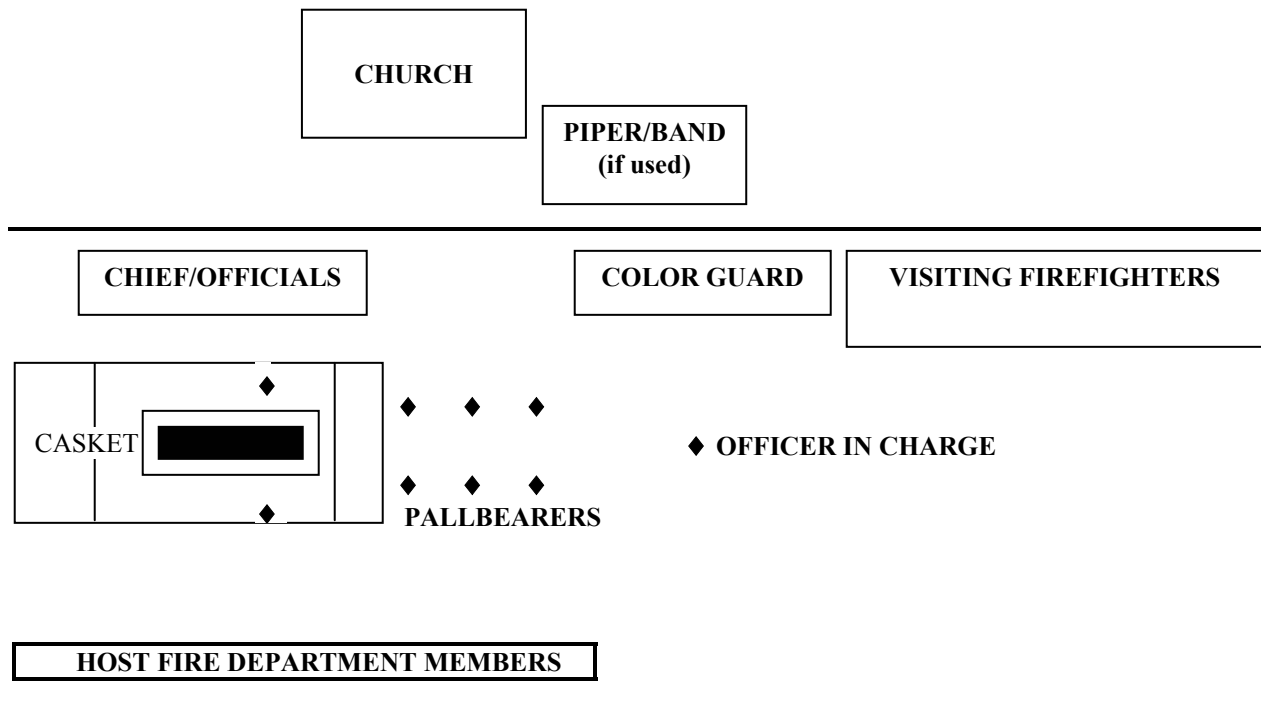 CHURCH
PIPER/BAND
(if used)
CHIEF/OFFICIALS
COLOR GUARD
VISITING FIREFIGHTERS
CASKET
OFFICER IN CHARGE
PALLBEARERS
HOST FIRE DEPARTMENT MEMBERS